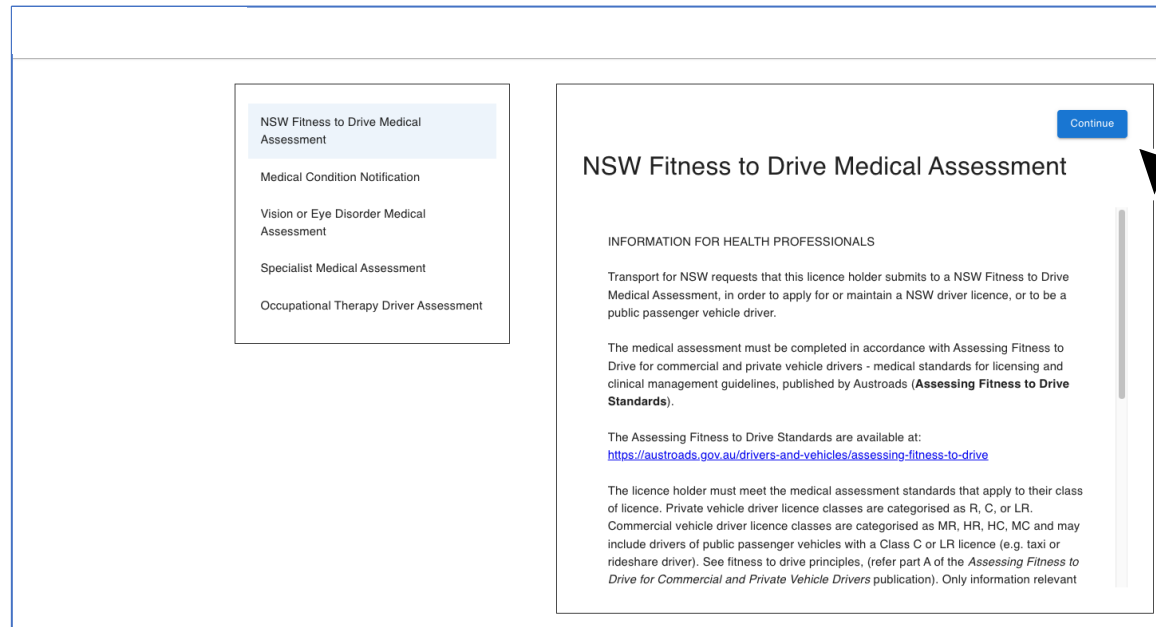 NSW Fitness to Drive Medical
Assessment
Medical Condition Notification
Vision or Eye Disorder Medical
Assessment
Specialist Medical Assessment
Occupational Therapy Driver Assessment
Continue
NSW Fitness to Drive Medical Assessment
INFORMATION FOR HEALTH PROFESSIONALS
Transport for NSW requests that this licence holder submits to a NSW Fitness to Drive
Medical Assessment, in order to apply for or maintain a NSW driver licence, or to be a
public passenger vehicle driver.
The medical assessment must be completed in accordance with Assessing Fitness to
Drive for commercial and private vehicle drivers - medical standards for licensing and
clinical management guidelines, published by Austroads (Assessing Fitness to Drive
Standards).
The Assessing Fitness to Drive Standards are available at:
https://austroads.gov.au/drivers-and-vehicles/assessing-fitness-to-drive
The licence holder must meet the medical assessment standards that apply to their class
of licence. Private vehicle driver licence classes are categorised as R, C, or LR.
Commercial vehicle driver licence classes are categorised as MR, HR, HC, MC and may
include drivers of public passenger vehicles with a Class C or LR licence (e.g. taxi or
rideshare driver). See fitness to drive principles, (refer part A of the Assessing Fitness to
Drive for Commercial and Private Vehicle Drivers publication). Only information relevant